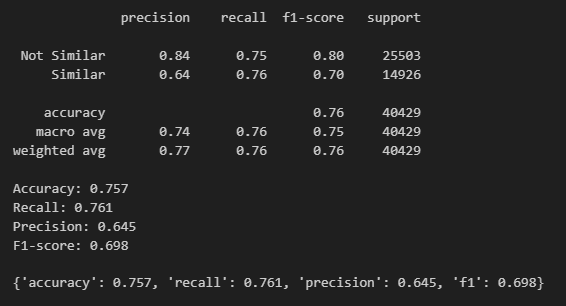 precision recall f1-score support
Not Similar 0.84 0.75 0.80 25503
Similar 0.64 0.76 0.70 14926
accuracy 0.76 40429
macro avg 0.74 0.76 0.75 40429
weighted avg 0.77 0.76 0.76 40429
Accuracy: 0.757
Recall: 0.761
Precision: 0.645
F1-score: 0.698
{'accuracy': 0.757, 'recall': 0.761, 'precision': 0.645, 'f1': 0.698}